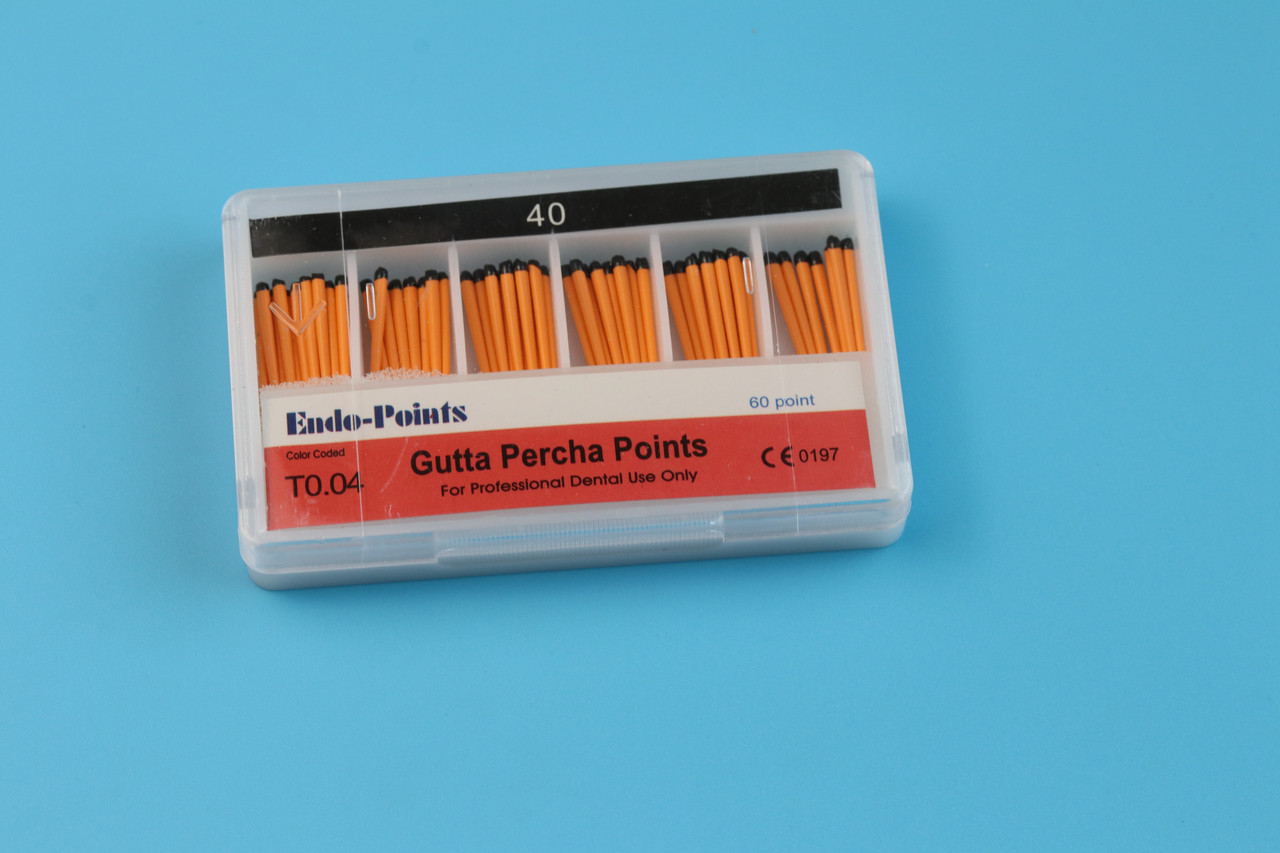 40
Endo-Points
60 point
Color Coded
Gutta Percha Points
T0.04
For Professional Dental Use Only
CE 0197